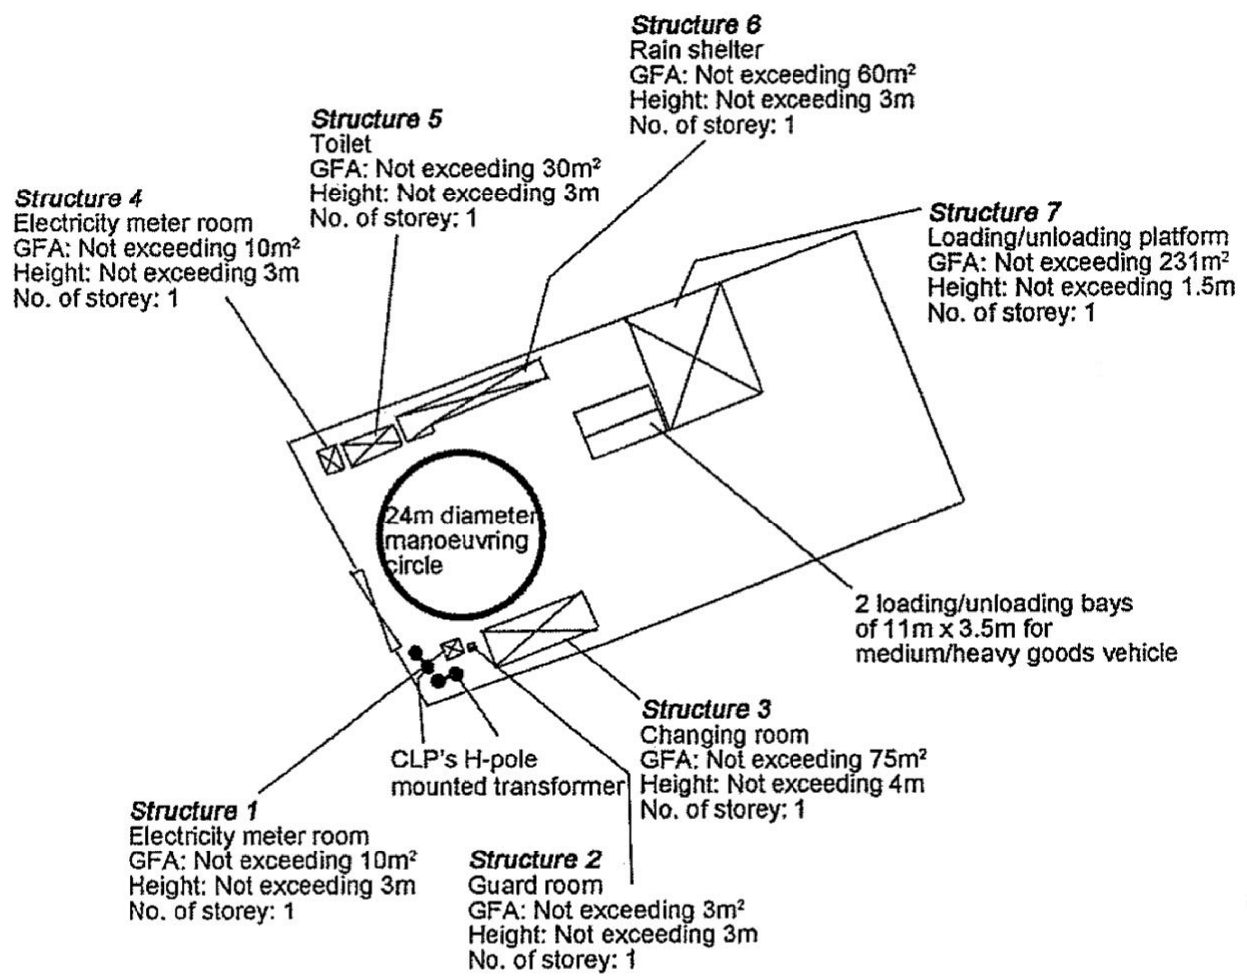 Structure 6
Rain shelter
GFA: Not exceeding 60m²
Height: Not exceeding 3m
No. of storey: 1
Structure 5
Toilet
GFA: Not exceeding 30m²
Height: Not exceeding 3m
No. of storey: 1
Structure 4
Electricity meter room
GFA: Not exceeding 10m²
Height: Not exceeding 3m
No. of storey: 1
Structure 7
Loading/unloading platform
GFA: Not exceeding 231m²
Height: Not exceeding 1.5m
No. of storey: 1
24m diameter
manoeuvring
circle
2 loading/unloading bays
of 11m x 3.5m for
medium/heavy goods vehicle
Structure 3
Changing room
GFA: Not exceeding 75m²
Height: Not exceeding 4m
No. of storey: 1
CLP's H-pole
mounted transformer
Structure 1
Electricity meter room
GFA: Not exceeding 10m²
Height: Not exceeding 3m
No. of storey: 1
Structure 2
Guard room
GFA: Not exceeding 3m²
Height: Not exceeding 3m
No. of storey: 1